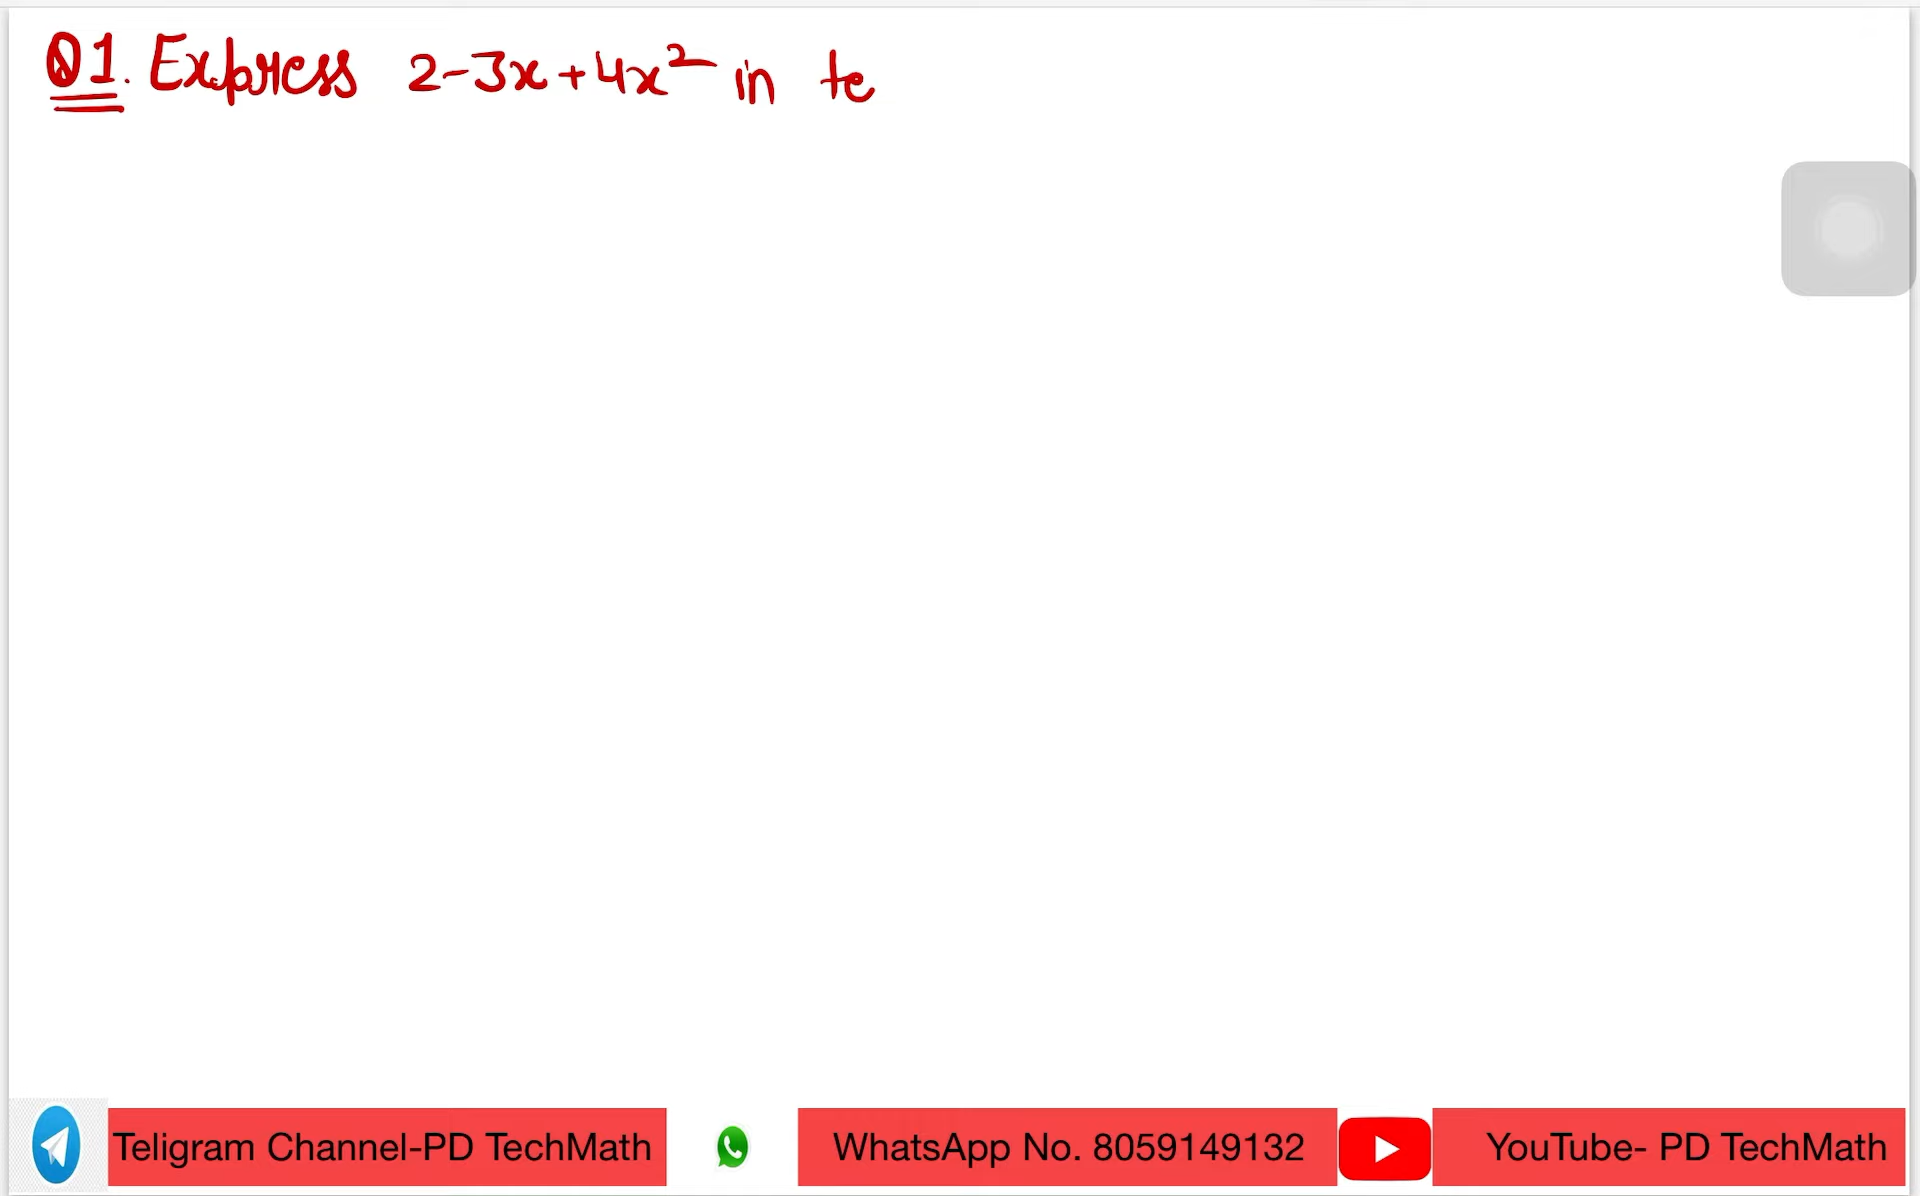 Q1. Express 2-3x+4x² in te
Teligram Channel-PD TechMath
WhatsApp No. 8059149132
YouTube- PD TechMath